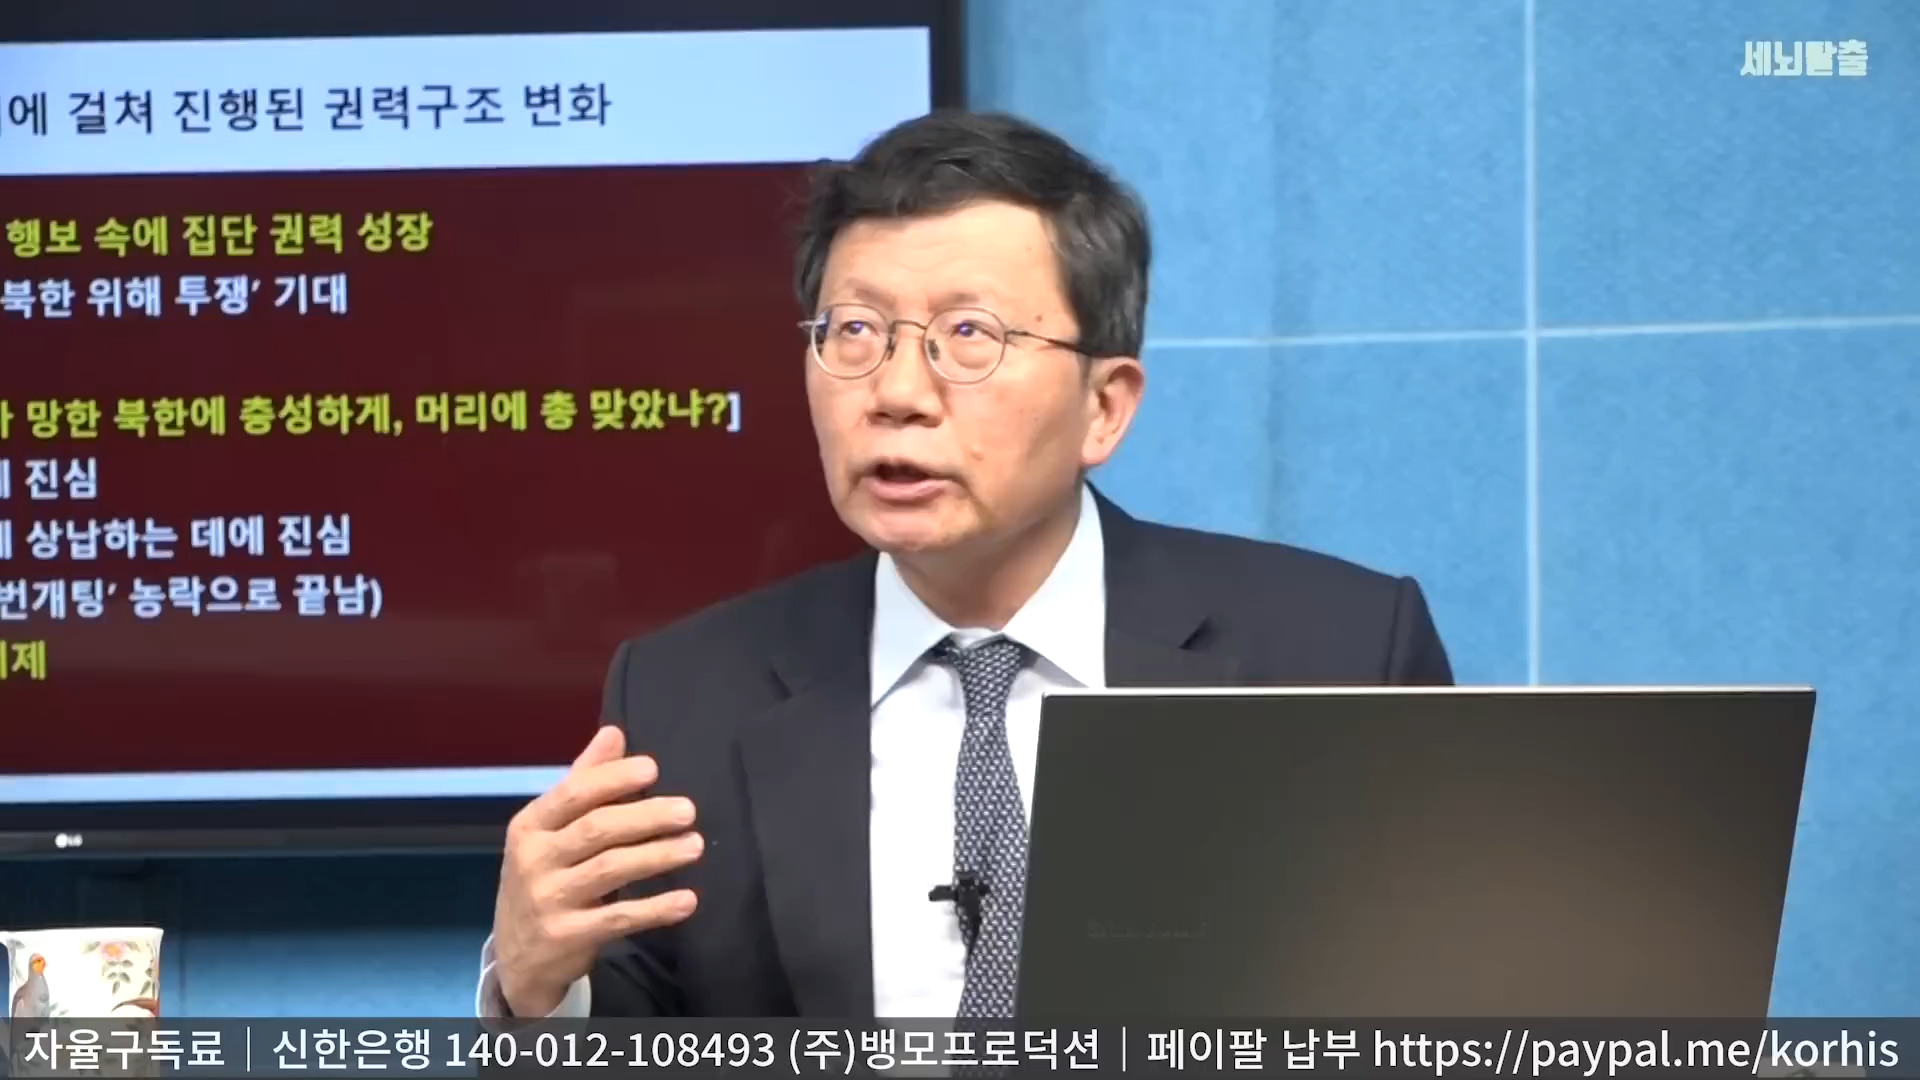 세뇌탈출
에 걸쳐 진행된 권력구조 변화
행보 속에 집단 권력 성장
북한 위해 투쟁’ 기대
망한 북한에 충성하게, 머리에 총 맞았냐?]
진심
상납하는 데에 진심
번개팅’ 농락으로 끝남)
제
LG
자율구독료│신한은행 140-012-108493 (주)뱅모프로덕션│페이팔 납부 https://paypal.me/korhis